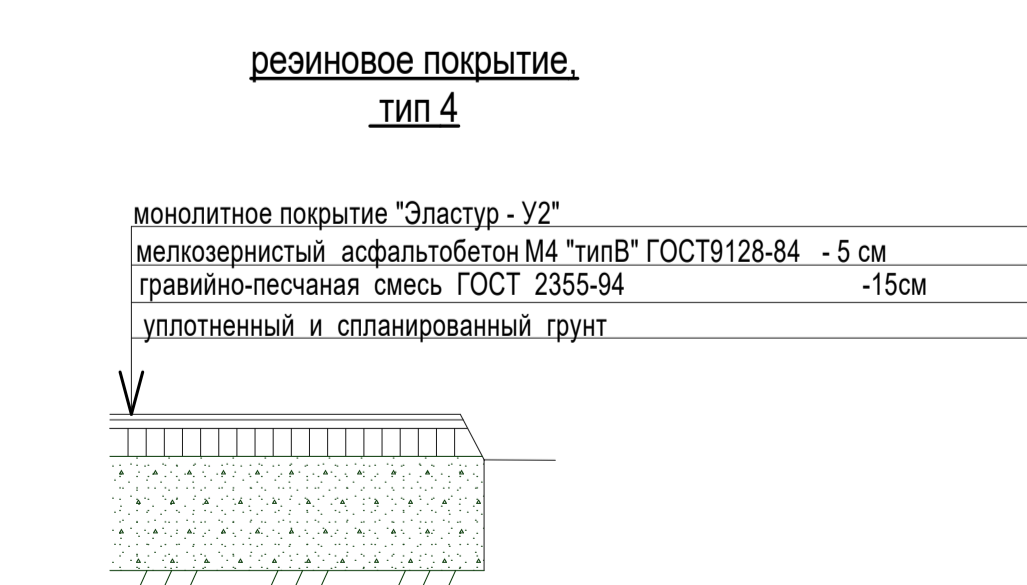 резиновое покрытие,
тип 4
монолитное покрытие "Эластур - У2"
мелкозернистый асфальтобетон М4 "типВ" ГОСТ9128-84 - 5 см
гравийно-песчаная смесь ГОСТ 2355-94 -15см
уплотненный и спланированный грунт